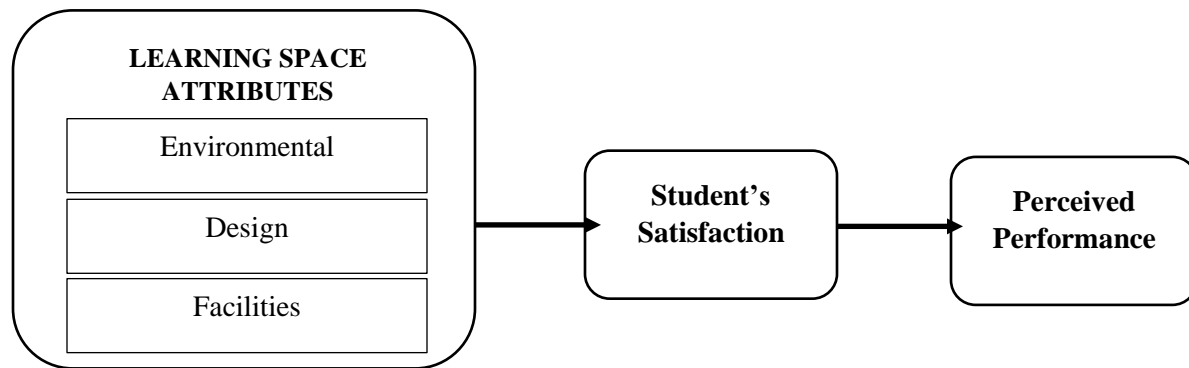 LEARNING SPACE
ATTRIBUTES
Environmental
Design
Facilities
Student’s
Satisfaction
Perceived
Performance